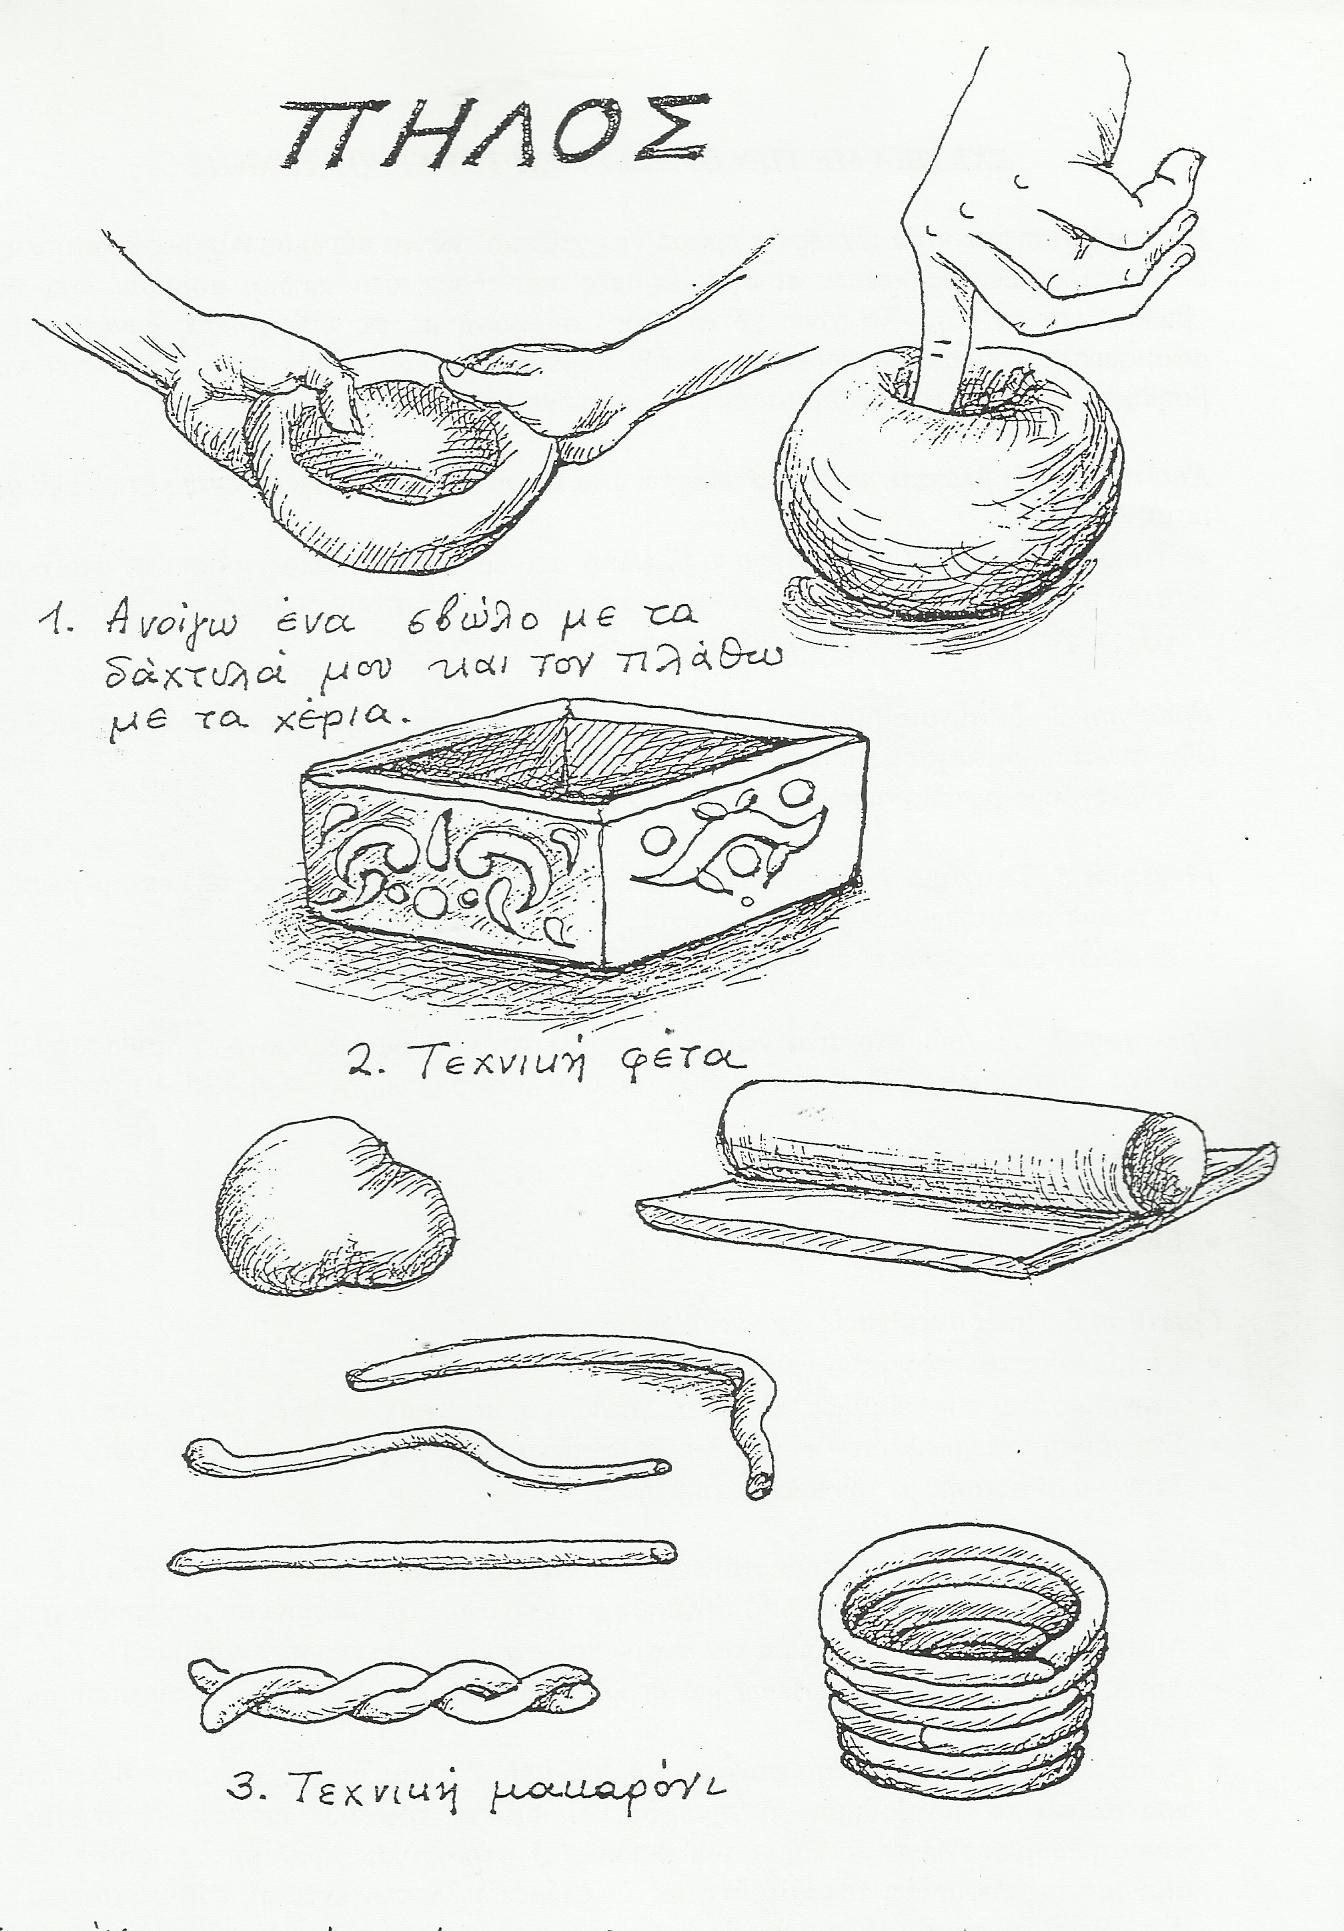 ΠΗΛΟΣ
1. Ανοίγω ένα σβώλο με τα
δάχτυλά μου και τον πλάθω
με τα χέρια.
2. Τεχνική φέτα
3. Τεχνική μακαρόνι